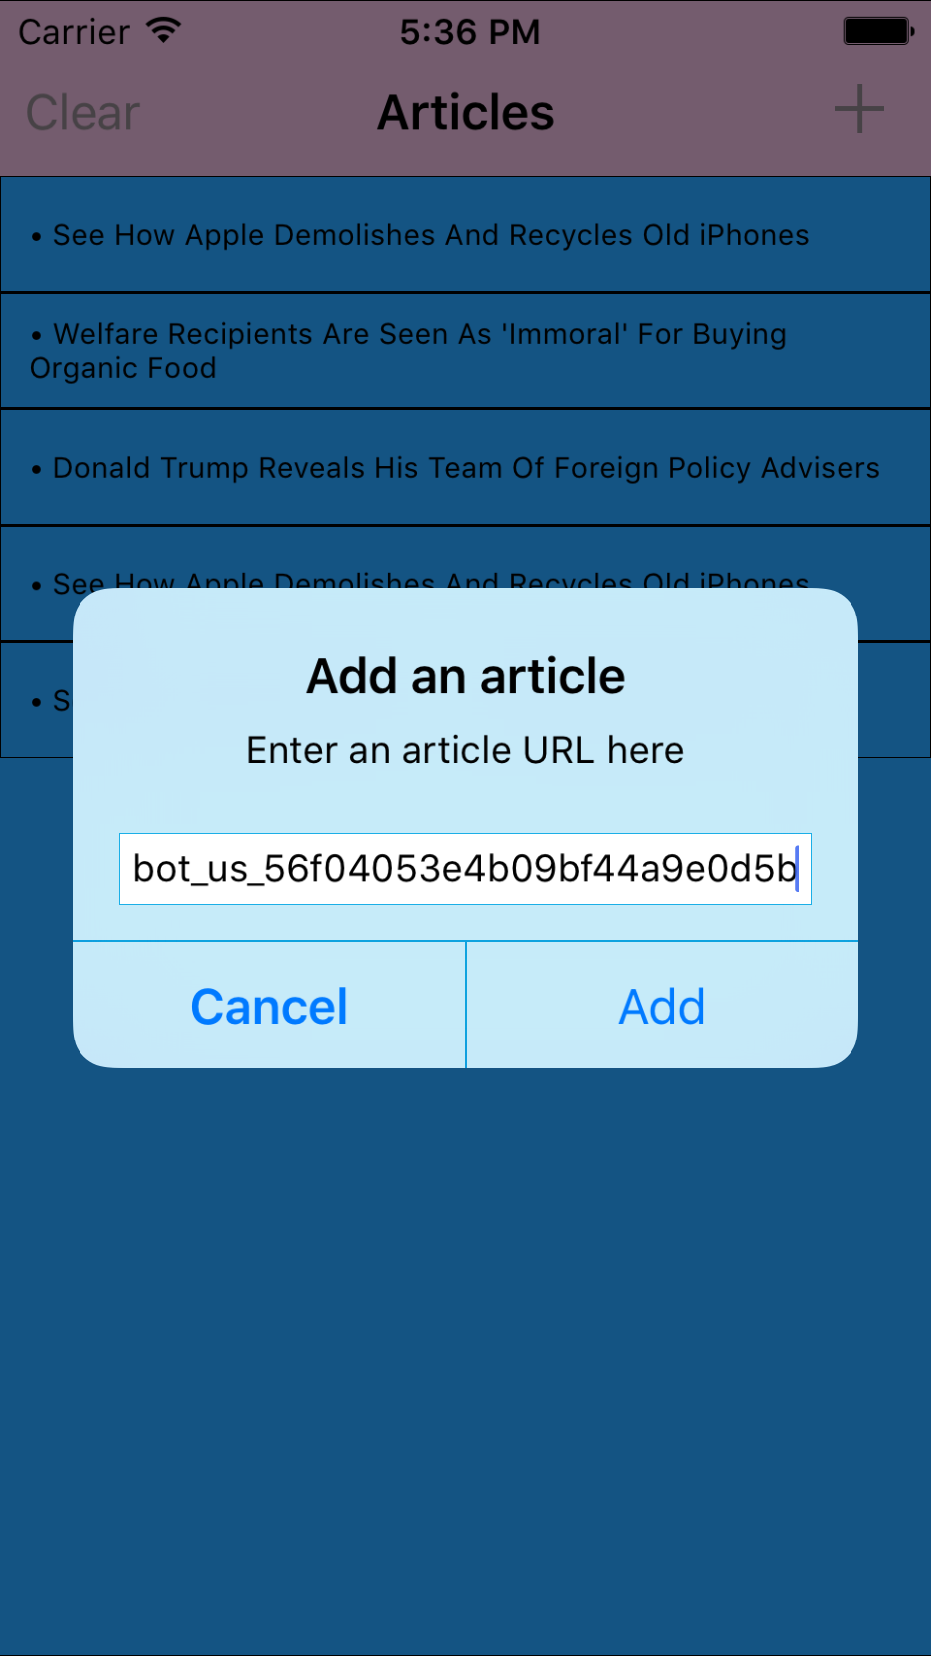 Carrier 5:36 PM
Clear Articles
• See How Apple Demolishes And Recycles Old iPhones
• Welfare Recipients Are Seen As 'Immoral' For Buying
Organic Food
• Donald Trump Reveals His Team Of Foreign Policy Advisers
• See How Apple Demolishes And Recycles Old iPhones
Add an article
• S
Enter an article URL here
bot_us_56f04053e4b09bf44a9e0d5b
Cancel Add